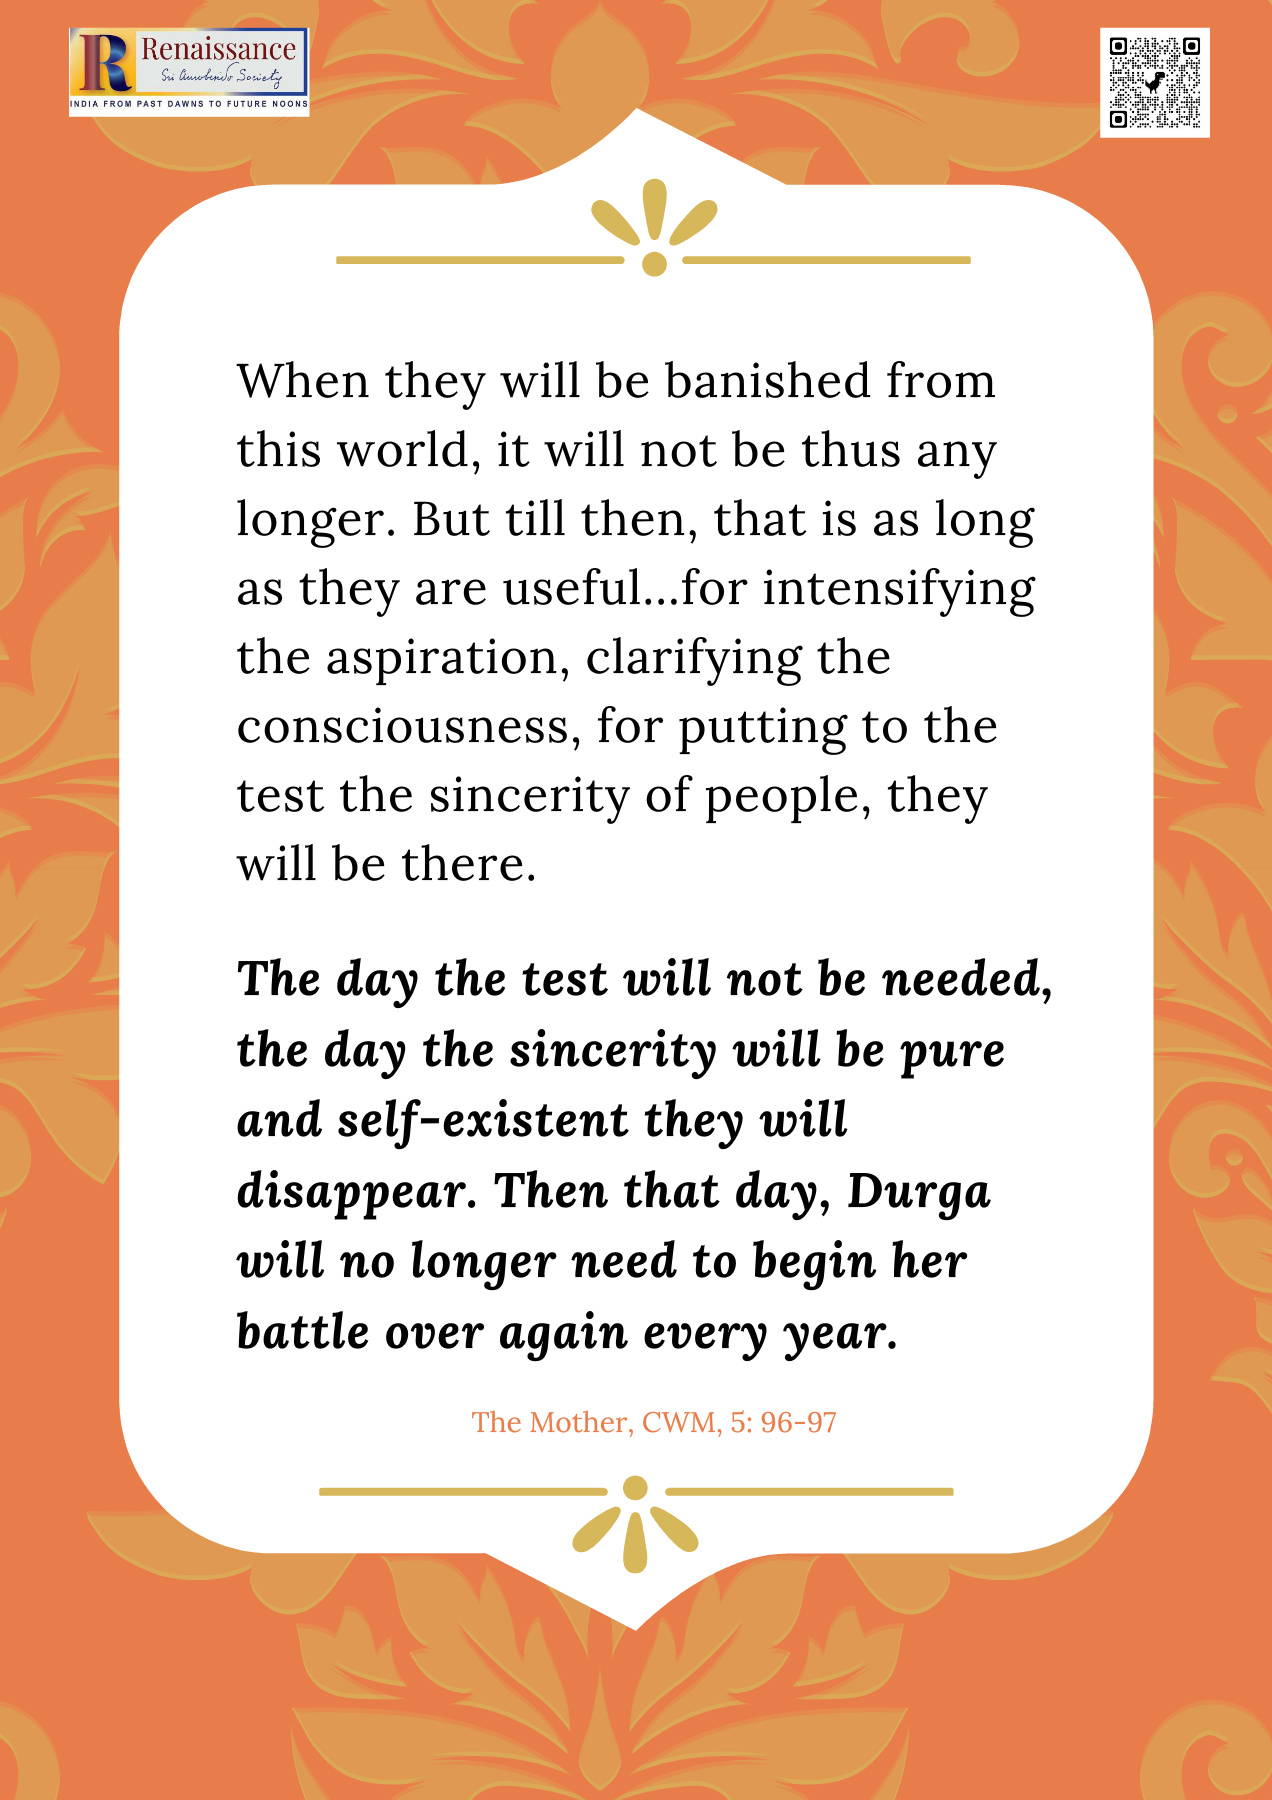 R Renaissance
Sri Aurobindo Society
INDIA FROM PAST DAWNS TO FUTURE NOONS
When they will be banished from
this world, it will not be thus any
longer. But till then, that is as long
as they are useful...for intensifying
the aspiration, clarifying the
consciousness, for putting to the
test the sincerity of people, they
will be there.
The day the test will not be needed,
the day the sincerity will be pure
and self-existent they will
disappear. Then that day, Durga
will no longer need to begin her
battle over again every year.
The Mother, CWM, 5: 96-97